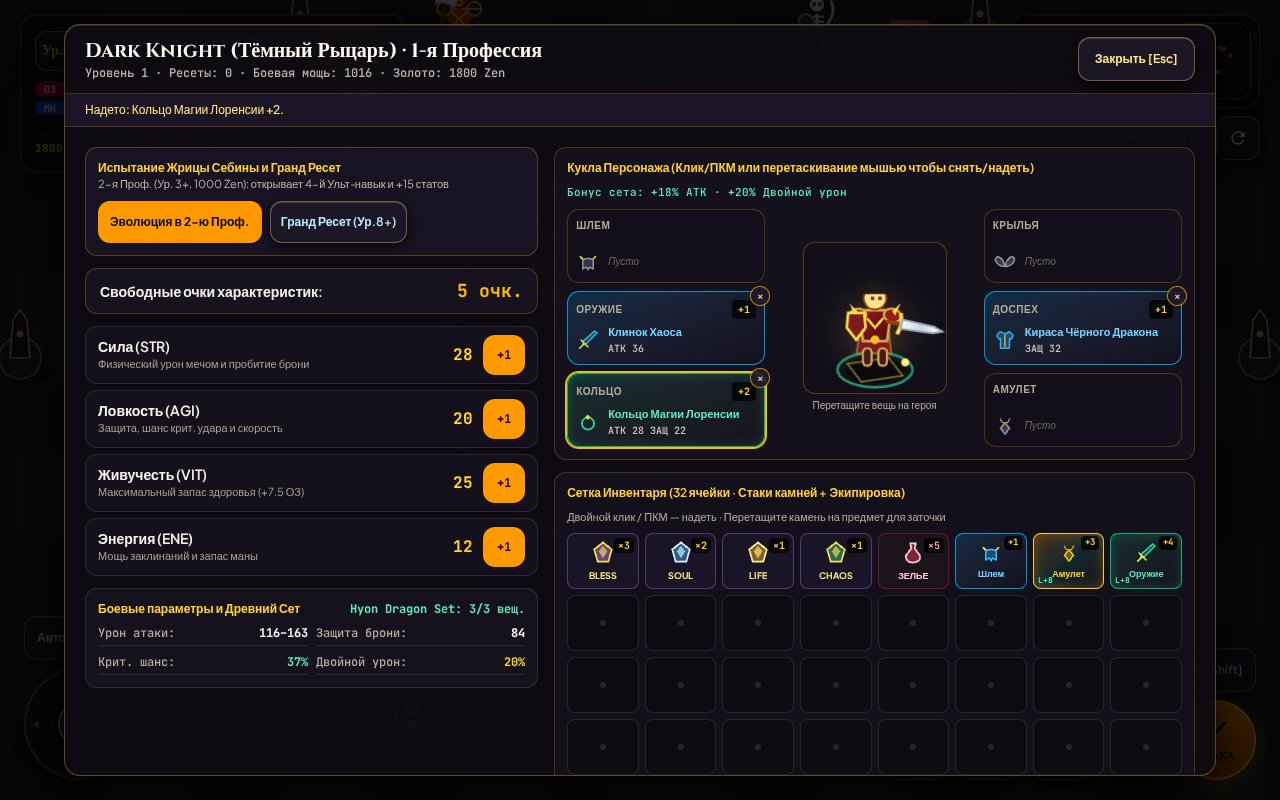 Dark Knight (Тёмный Рыцарь) · 1-я Профессия
Уровень 1 · Ресеты: 0 · Боевая мощь: 1016 · Золото: 1800 Zen
Закрыть [Esc]
Надето: Кольцо Магии Лоренсии +2.
Испытание Жрицы Себины и Гранд Ресет
2-я Проф. (Ур. 3+, 1000 Zen): открывает 4-й Ульт-навык и +15 статов
Эволюция в 2-ю Проф.
Гранд Ресет (Ур.8+)
Свободные очки характеристик:
5 очк.
Сила (STR)
Физический урон мечом и пробитие брони
28
+1
Ловкость (AGI)
Защита, шанс крит. удара и скорость
20
+1
Живучесть (VIT)
Максимальный запас здоровья (+7.5 ОЗ)
25
+1
Энергия (ENE)
Мощь заклинаний и запас маны
12
+1
Боевые параметры и Древний Сет
Hyon Dragon Set: 3/3 вещ.
Урон атаки: 116–163
Защита брони: 84
Крит. шанс: 37%
Двойной урон: 20%
Кукла Персонажа (Клик/ПКМ или перетаскивание мышью чтобы снять/надеть)
Бонус сета: +18% АТК · +20% Двойной урон
ШЛЕМ
Пусто
ОРУЖИЕ
+1
×
Клинок Хаоса
АТК 36
КОЛЬЦО
+2
×
Кольцо Магии Лоренсии
АТК 28 ЗАЩ 22
Перетащите вещь на героя
КРЫЛЬЯ
Пусто
ДОСПЕХ
+1
×
Кираса Чёрного Дракона
ЗАЩ 32
АМУЛЕТ
Пусто
Сетка Инвентаря (32 ячейки · Стаки камней + Экипировка)
Двойной клик / ПКМ — надеть · Перетащите камень на предмет для заточки
×3
BLESS
×2
SOUL
×1
LIFE
×1
CHAOS
×5
ЗЕЛЬЕ
+1
Шлем
+3
Амулет
L+8
+4
Оружие
L+8
Ур.
ОЗ
МН
1800
Авто
Shift]